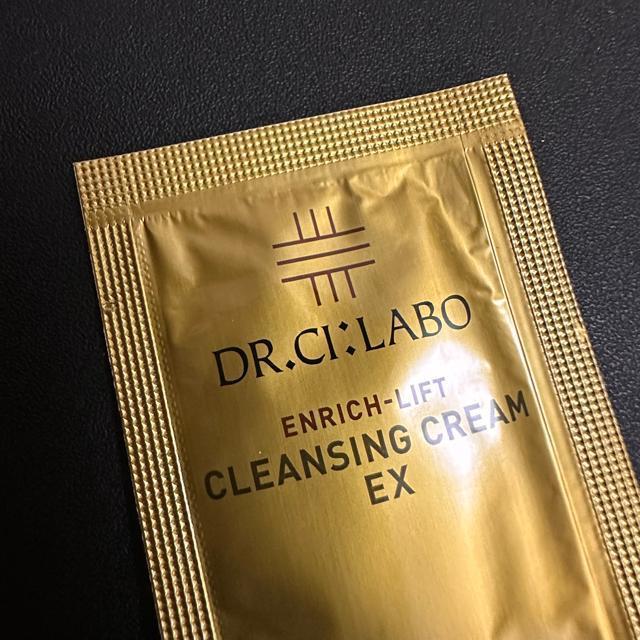 DR.CI:LABO
ENRICH-LIFT
CLEANSING CREAM
EX